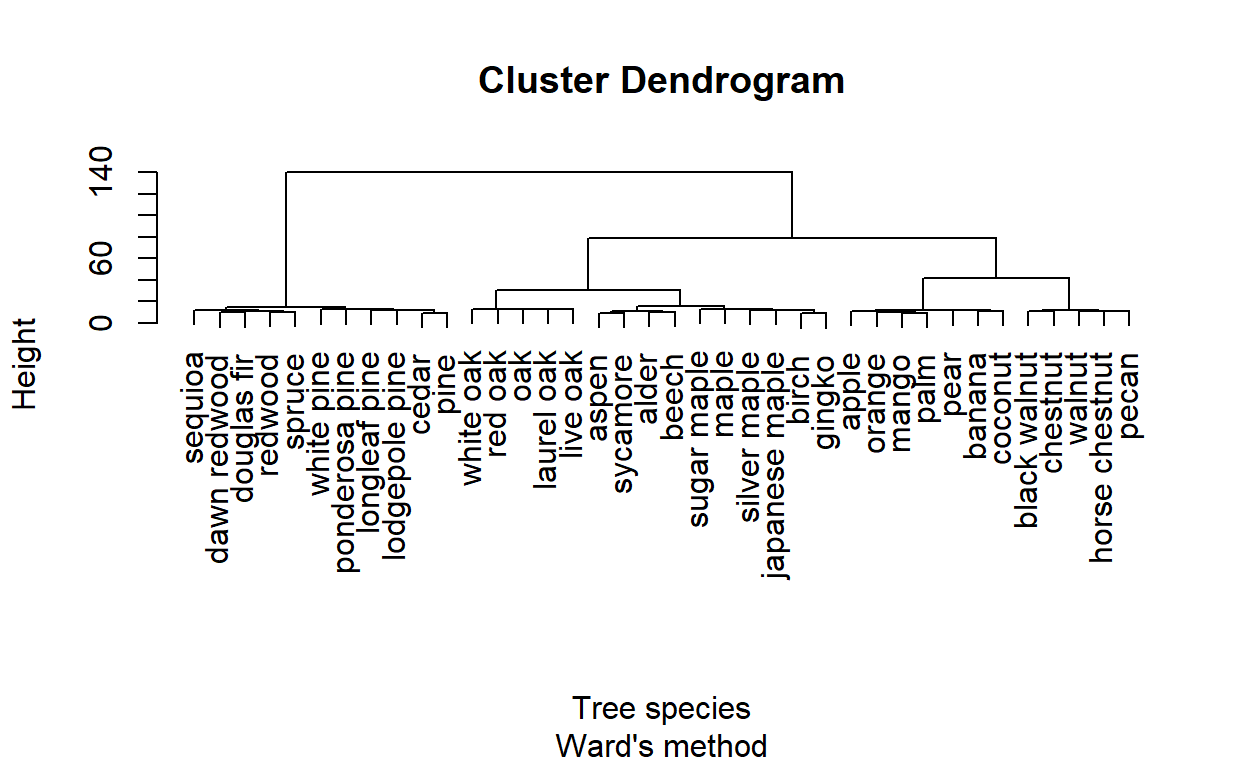 Cluster Dendrogram
Height
140
60
0
sequioa
dawn redwood
douglas fir
redwood
spruce
white pine
ponderosa pine
longleaf pine
lodgepole pine
cedar
pine
white oak
red oak
oak
laurel oak
live oak
aspen
sycamore
alder
beech
sugar maple
maple
silver maple
japanese maple
birch
gingko
apple
orange
mango
palm
pear
banana
coconut
black walnut
chestnut
walnut
horse chestnut
pecan
Tree species
Ward's method